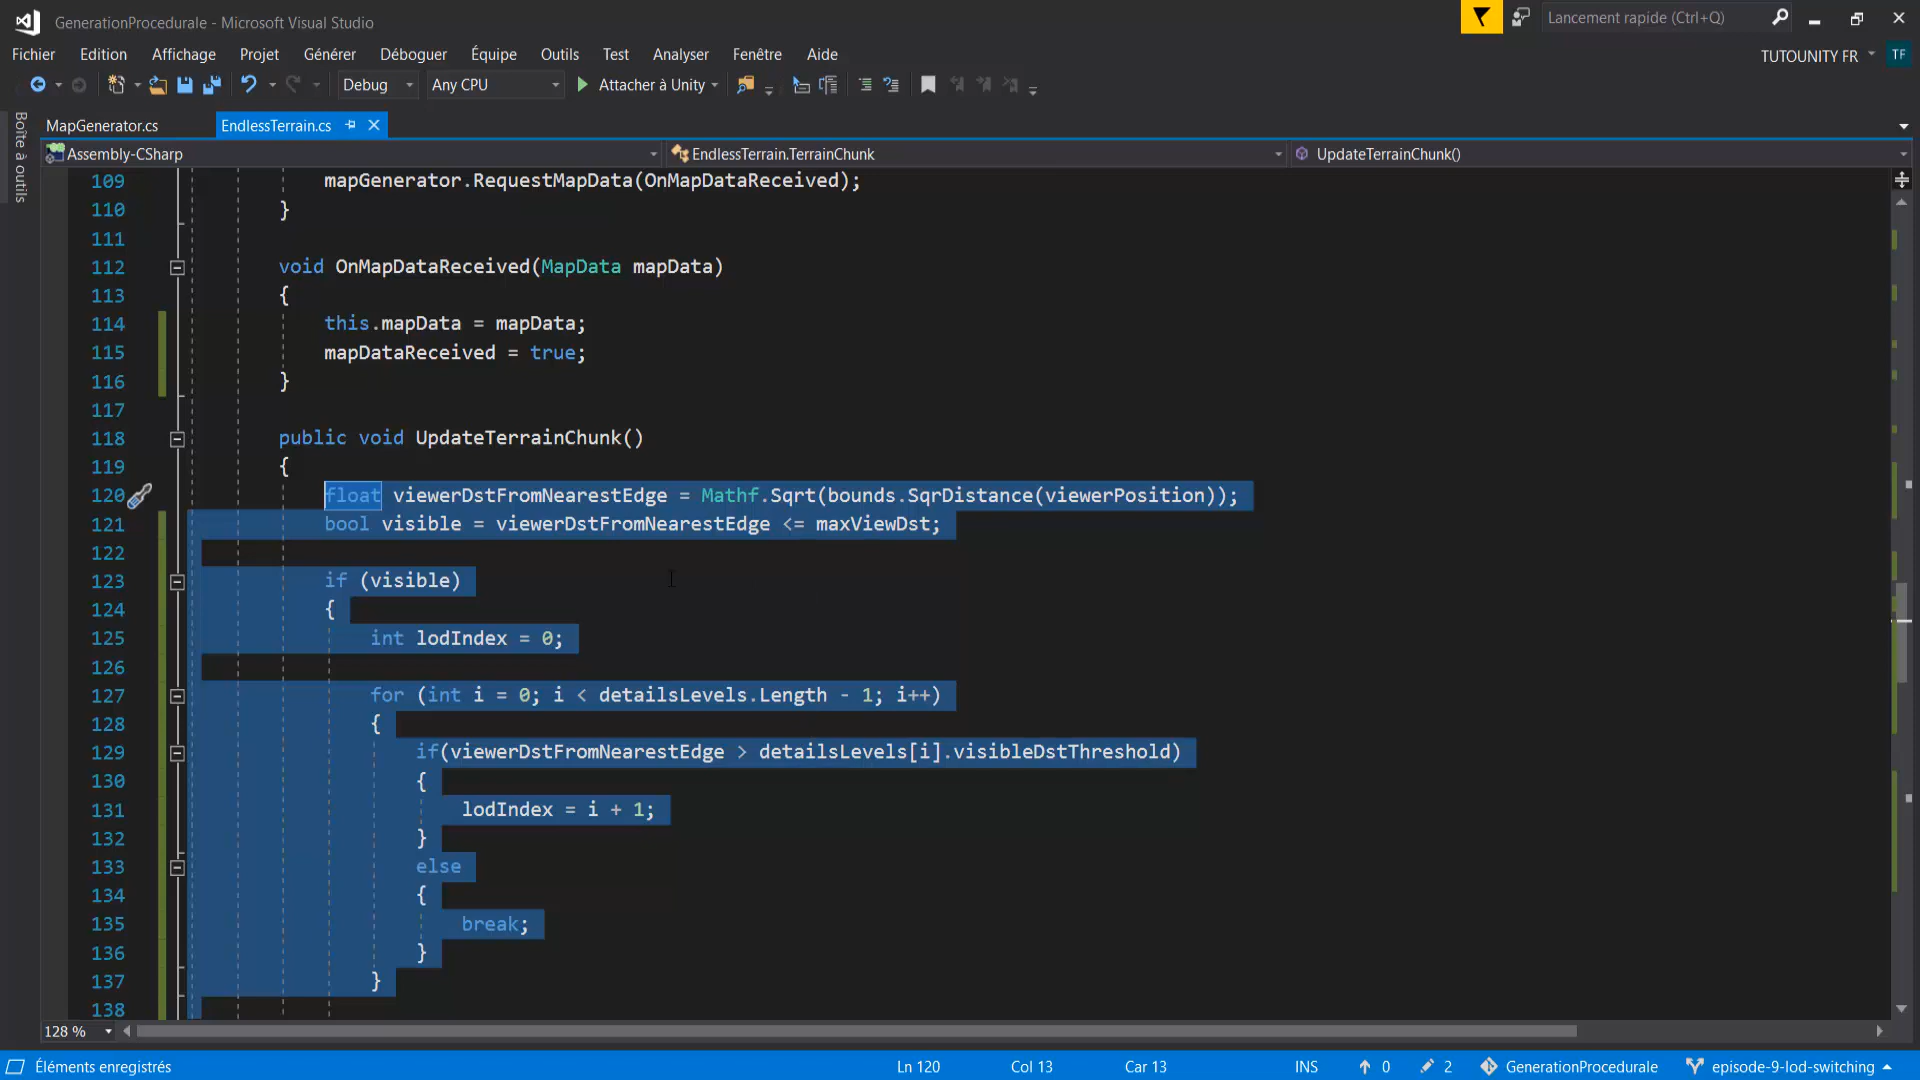 GenerationProcedurale - Microsoft Visual Studio
Lancement rapide (Ctrl+Q)
Fichier Edition Affichage Projet Générer Déboguer Équipe Outils Test Analyser Fenêtre Aide
TUTOUNITY FR TF
Debug Any CPU Attacher à Unity
Boîte à outils
MapGenerator.cs EndlessTerrain.cs
Assembly-CSharp EndlessTerrain.TerrainChunk UpdateTerrainChunk()
109 mapGenerator.RequestMapData(OnMapDataReceived);
110 }
111
112 void OnMapDataReceived(MapData mapData)
113 {
114 this.mapData = mapData;
115 mapDataReceived = true;
116 }
117
118 public void UpdateTerrainChunk()
119 {
120 float viewerDstFromNearestEdge = Mathf.Sqrt(bounds.SqrDistance(viewerPosition));
121 bool visible = viewerDstFromNearestEdge <= maxViewDst;
122
123 if (visible)
124 {
125 int lodIndex = 0;
126
127 for (int i = 0; i < detailsLevels.Length - 1; i++)
128 {
129 if(viewerDstFromNearestEdge > detailsLevels[i].visibleDstThreshold)
130 {
131 lodIndex = i + 1;
132 }
133 else
134 {
135 break;
136 }
137 }
138
128 %
Éléments enregistrés Ln 120 Col 13 Car 13 INS 0 2 GenerationProcedurale episode-9-lod-switching